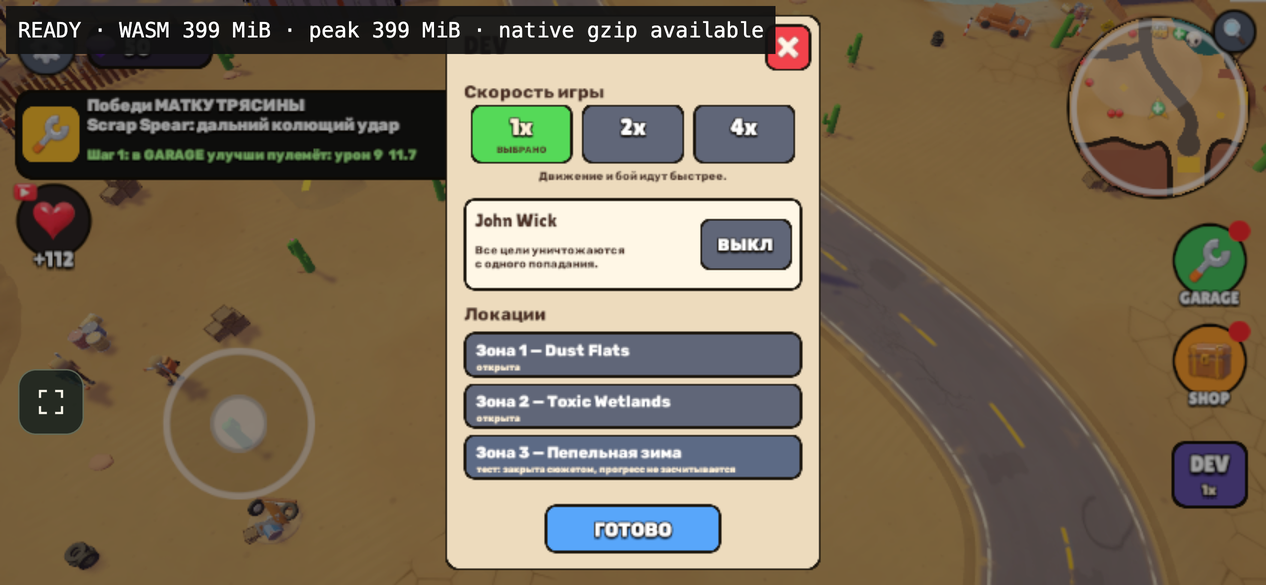 READY · WASM 399 MiB · peak 399 MiB · native gzip available
DEV
Победи МАТКУ ТРЯСИНЫ
Scrap Spear: дальний колющий удар
Шаг 1: в GARAGE улучши пулемёт: урон 9 11.7
+112
Скорость игры
1x
ВЫБРАНО
2x
4x
Движение и бой идут быстрее.
John Wick
Все цели уничтожаются
с одного попадания.
ВЫКЛ
Локации
Зона 1 — Dust Flats
открыта
Зона 2 — Toxic Wetlands
открыта
Зона 3 — Пепельная зима
тест: закрыта сюжетом, прогресс не засчитывается
ГОТОВО
GARAGE
SHOP
DEV
1x